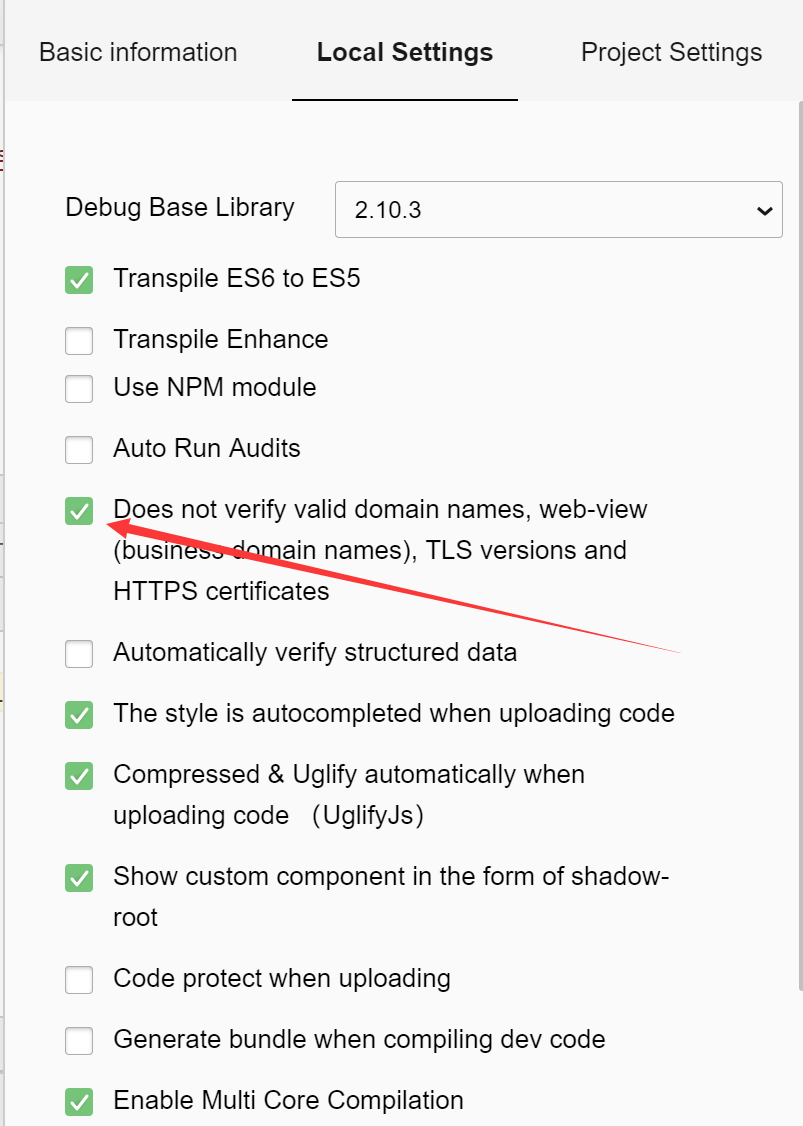 Basic information
Local Settings
Project Settings
Debug Base Library
2.10.3
Transpile ES6 to ES5
Transpile Enhance
Use NPM module
Auto Run Audits
Does not verify valid domain names, web-view
(business domain names), TLS versions and
HTTPS certificates
Automatically verify structured data
The style is autocompleted when uploading code
Compressed & Uglify automatically when
uploading code （UglifyJs）
Show custom component in the form of shadow-
root
Code protect when uploading
Generate bundle when compiling dev code
Enable Multi Core Compilation